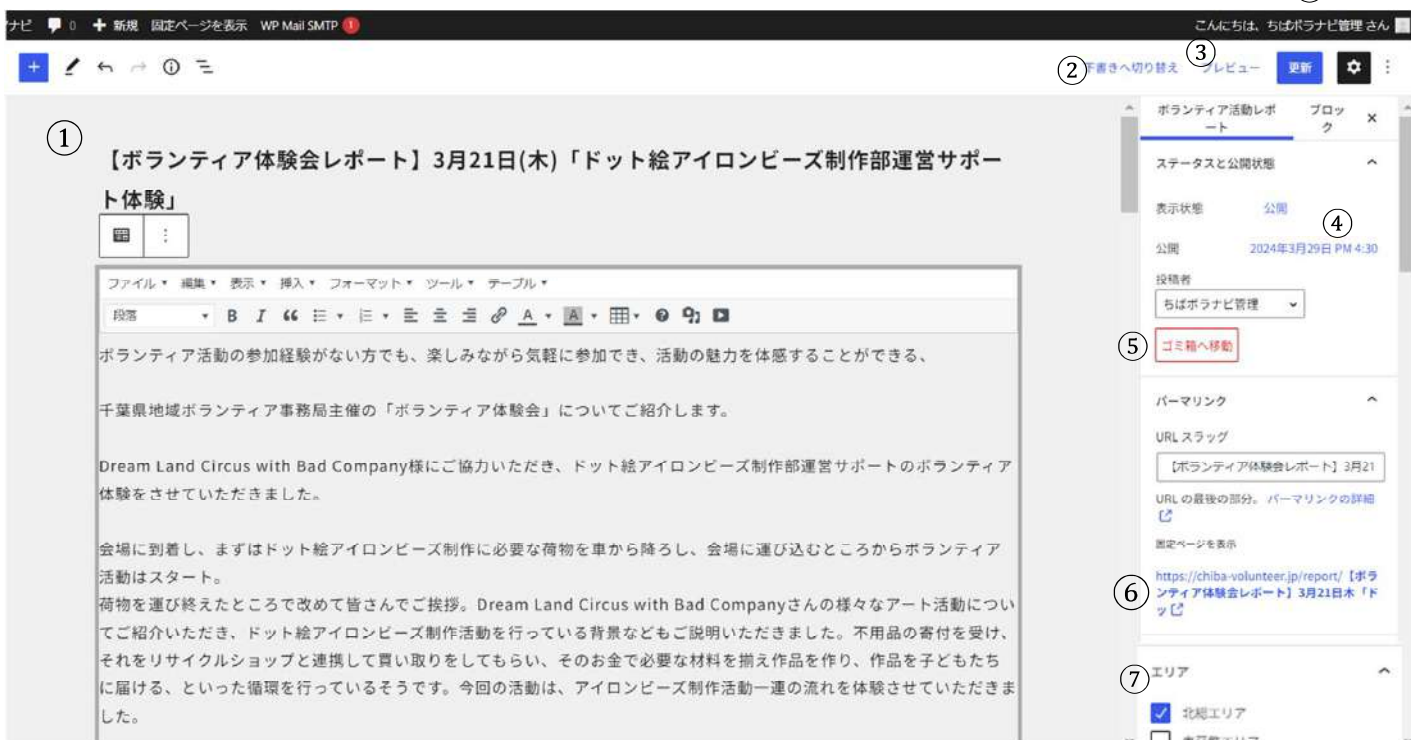 ナビ 0 + 新規 固定ページを表示 WP Mail SMTP 1 こんにちは、ちばボラナビ管理 さん
② 下書きへ切り替え ③ プレビュー 更新
①
【ボランティア体験会レポート】3月21日(木)「ドット絵アイロンビーズ制作部運営サポー
ト体験」
ファイル 編集 表示 挿入 フォーマット ツール テーブル
段落 B I A A
ボランティア活動の参加経験がない方でも、楽しみながら気軽に参加でき、活動の魅力を体感することができる、
千葉県地域ボランティア事務局主催の「ボランティア体験会」についてご紹介します。
Dream Land Circus with Bad Company様にご協力いただき、ドット絵アイロンビーズ制作部運営サポートのボランティア
体験をさせていただきました。
会場に到着し、まずはドット絵アイロンビーズ制作に必要な荷物を車から降ろし、会場に運び込むところからボランティア
活動はスタート。
荷物を運び終えたところで改めて皆さんでご挨拶。Dream Land Circus with Bad Companyさんの様々なアート活動につい
てご紹介いただき、ドット絵アイロンビーズ制作活動を行っている背景などもご説明いただきました。不用品の寄付を受け、
それをリサイクルショップと連携して買い取りをしてもらい、そのお金で必要な材料を揃え作品を作り、作品を子どもたち
に届ける、といった循環を行っているそうです。今回の活動は、アイロンビーズ制作活動一連の流れを体験させていただきま
した。
ボランティア活動レポ
ート
ブロッ
ク
ステータスと公開状態
表示状態 公開
④
公開 2024年3月29日 PM 4:30
投稿者
ちばボラナビ管理
⑤ ゴミ箱へ移動
パーマリンク
URL スラッグ
【ボランティア体験会レポート】3月21
URL の最後の部分。 パーマリンクの詳細
固定ページを表示
⑥
https://chiba-volunteer.jp/report/【ボラ
ンティア体験会レポート】3月21日木「ド
ッ
⑦ エリア
北総エリア